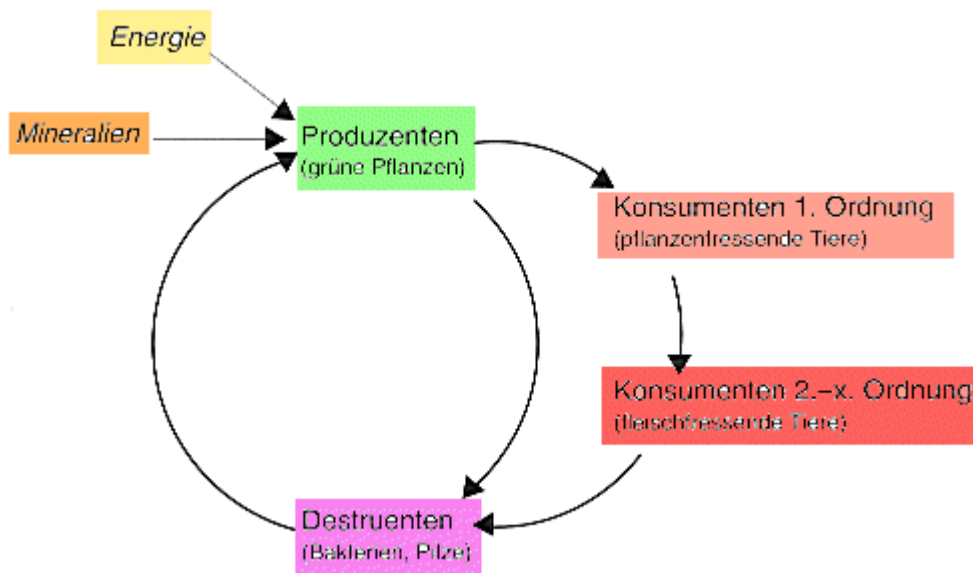 Energie
Mineralien
Produzenten
(grüne Pflanzen)
Konsumenten 1. Ordnung
(pflanzenfressende Tiere)
Konsumenten 2.–x. Ordnung
(fleischfressende Tiere)
Destruenten
(Bakterien, Pilze)